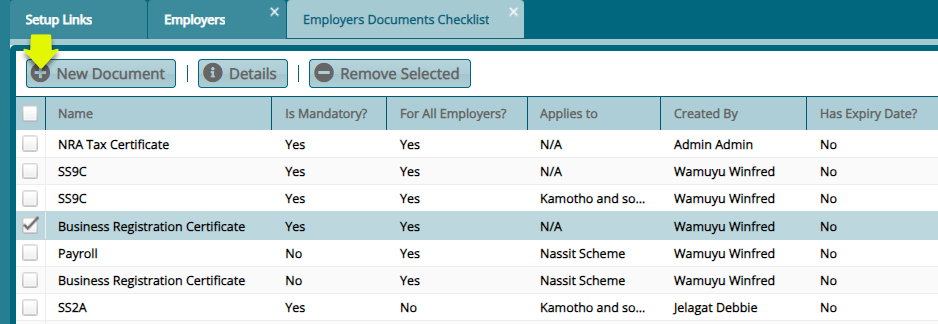 Setup Links Employers Employers Documents Checklist
New Document Details Remove Selected
Name Is Mandatory? For All Employers? Applies to Created By Has Expiry Date?
NRA Tax Certificate Yes Yes N/A Admin Admin No
SS9C Yes Yes N/A Wamuyu Winfred No
SS9C Yes Yes Kamotho and so... Wamuyu Winfred No
Business Registration Certificate Yes Yes N/A Wamuyu Winfred No
Payroll No Yes Nassit Scheme Wamuyu Winfred No
Business Registration Certificate No Yes Nassit Scheme Wamuyu Winfred No
SS2A Yes No Kamotho and so... Jelagat Debbie No